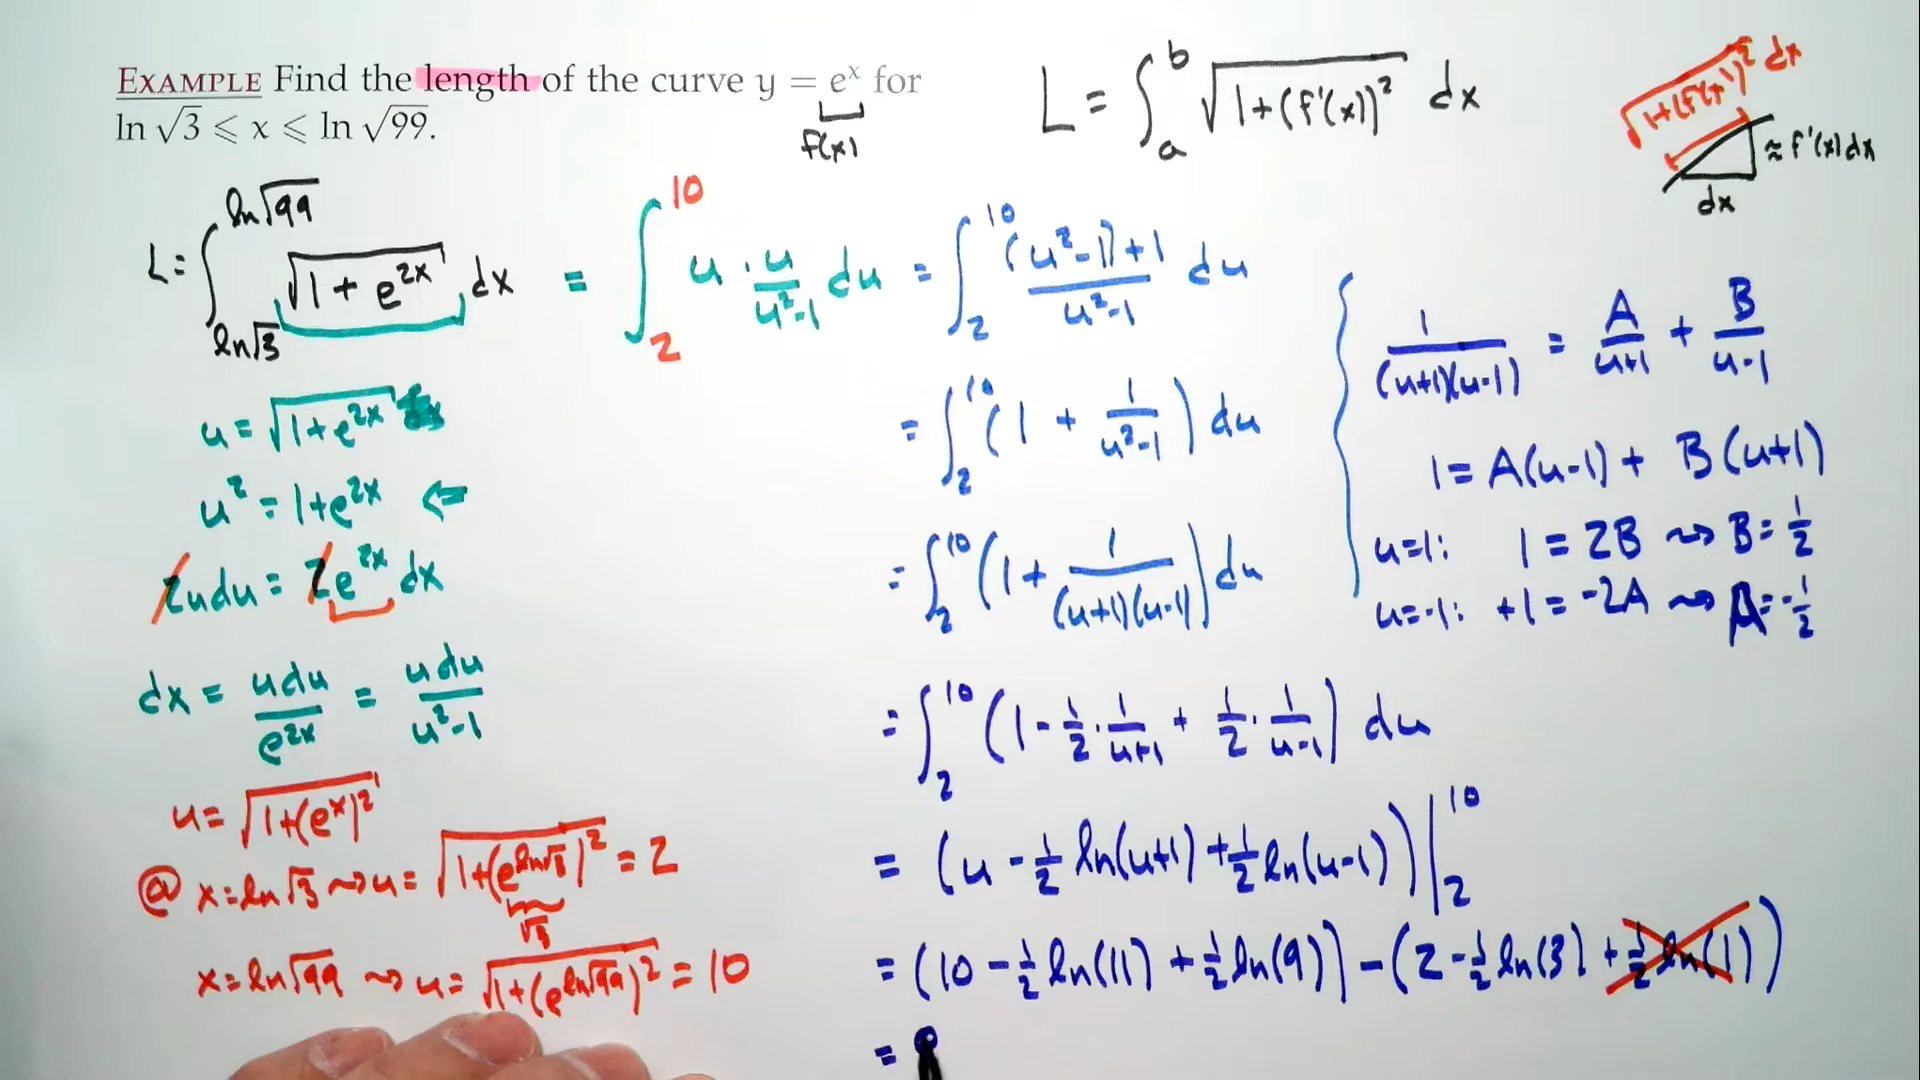 EXAMPLE Find the length of the curve y = eˣ for
ln √3 ⩽ x ⩽ ln √99.
f(x)
L = ∫_a^b √(1+(f'(x))²) dx
√(1+(f'(x))²) dx
≈ f'(x)dx
dx
L = ∫_{ln√3}^{ln√99} √(1+e^{2x}) dx = ∫_2^10 u · u/(u²-1) du = ∫_2^10 ((u²-1)+1)/(u²-1) du
u = √(1+e^{2x})
u² = 1+e^{2x} ⇐
2udu = 2e^{2x} dx
dx = udu/e^{2x} = udu/(u²-1)
u = √(1+(eˣ)²)
@ x = ln√3 ⇝ u = √(1+(e^{ln√3})²) = 2
√3
x = ln√99 ⇝ u = √(1+(e^{ln√99})²) = 10
= ∫_2^10 (1 + 1/(u²-1)) du
= ∫_2^10 (1 + 1/((u+1)(u-1))) du
= ∫_2^10 (1 - 1/2 · 1/(u+1) + 1/2 · 1/(u-1)) du
= (u - 1/2 ln(u+1) + 1/2 ln(u-1)) |_2^10
= (10 - 1/2 ln(11) + 1/2 ln(9)) - (2 - 1/2 ln(3) + 1/2 ln(1))
=
1/((u+1)(u-1)) = A/(u+1) + B/(u-1)
1 = A(u-1) + B(u+1)
u=1: 1 = 2B ⇝ B = 1/2
u=-1: +1 = -2A ⇝ A = -1/2